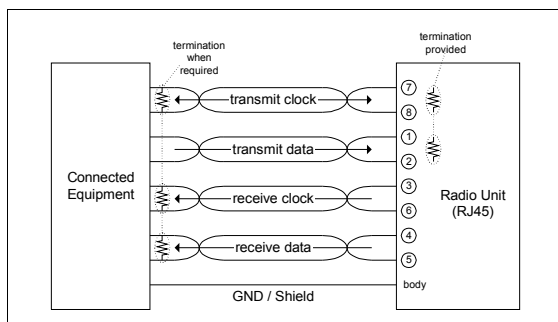 termination
when
required
termination
provided
transmit clock
7
8
transmit data
1
2
Connected
Equipment
receive clock
3
6
Radio Unit
(RJ45)
receive data
4
5
body
GND / Shield